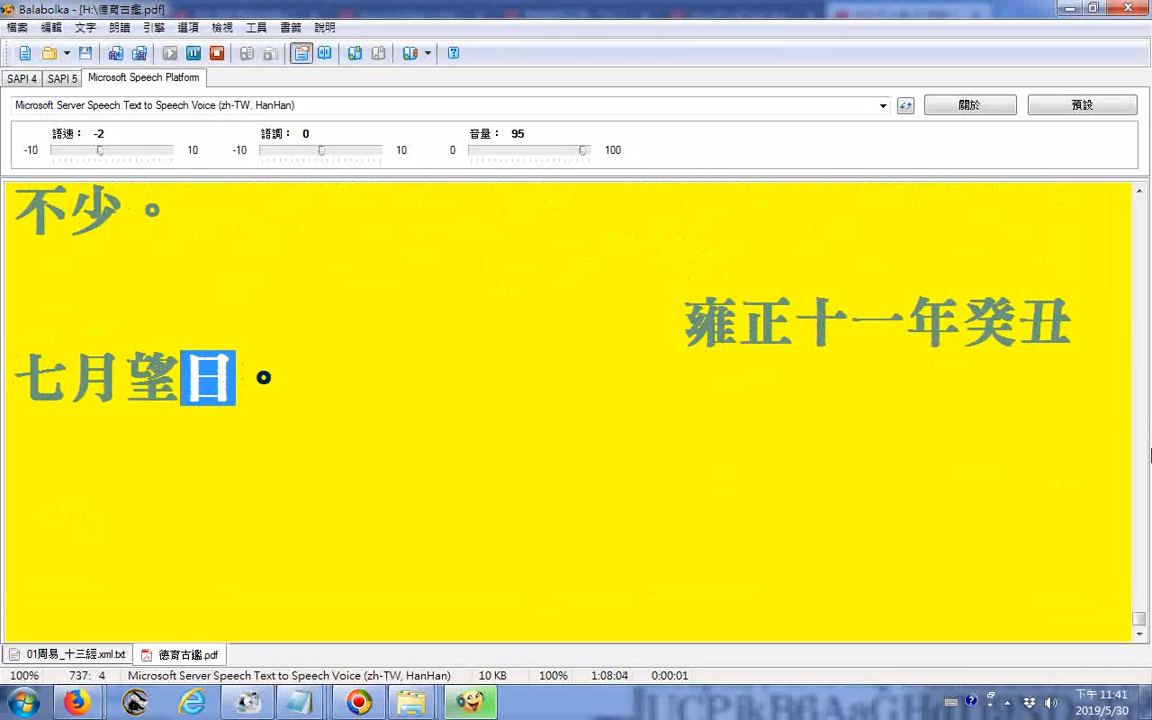 Balabolka - [H:\德育古鑑.pdf]
檔案 編輯 文字 朗讀 引擎 選項 檢視 工具 書籤 說明
SAPI 4 SAPI 5 Microsoft Speech Platform
Microsoft Server Speech Text to Speech Voice (zh-TW, HanHan) 關於 預設
語速： -2 語調： 0 音量： 95
-10 10 -10 10 0 100
不少。
雍正十一年癸丑
七月望日。
01周易_十三經.xml.txt 德育古鑑.pdf
100% 737: 4 Microsoft Server Speech Text to Speech Voice (zh-TW, HanHan) 10 KB 100% 1:08:04 0:00:01
下午 11:41
2019/5/30